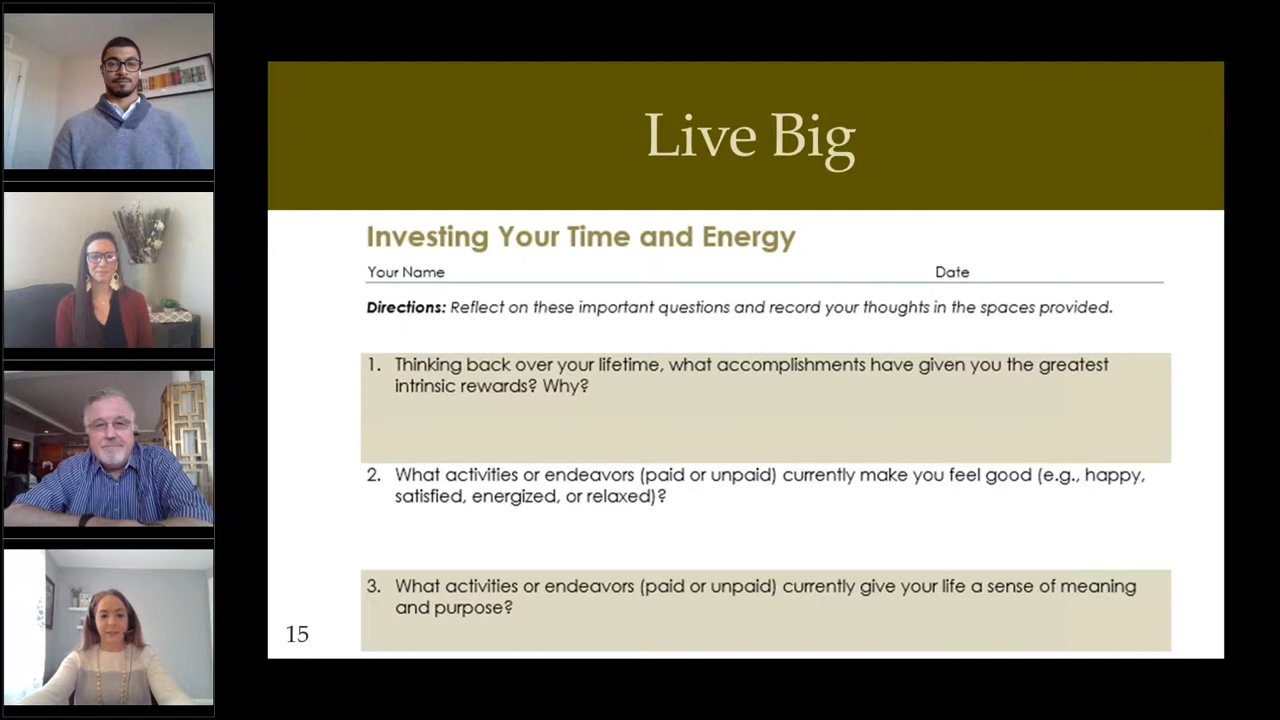 Live Big
Investing Your Time and Energy
Your Name Date
Directions: Reflect on these important questions and record your thoughts in the spaces provided.
1. Thinking back over your lifetime, what accomplishments have given you the greatest
intrinsic rewards? Why?
2. What activities or endeavors (paid or unpaid) currently make you feel good (e.g., happy,
satisfied, energized, or relaxed)?
3. What activities or endeavors (paid or unpaid) currently give your life a sense of meaning
and purpose?
15